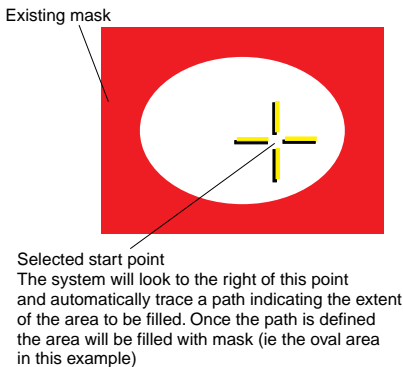 Existing mask
Selected start point
The system will look to the right of this point
and automatically trace a path indicating the extent
of the area to be filled. Once the path is defined
the area will be filled with mask (ie the oval area
in this example)